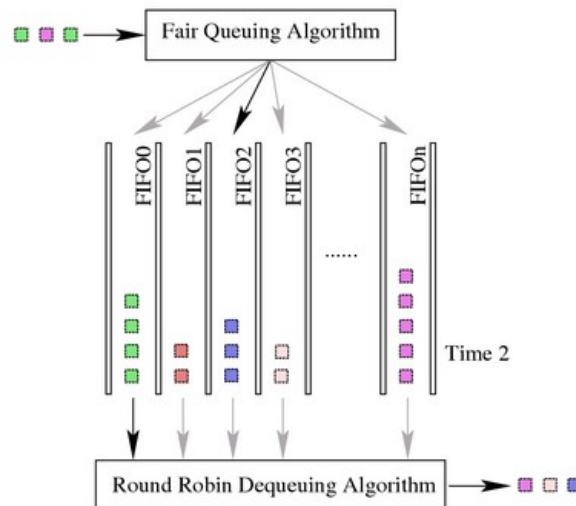 Fair Queuing Algorithm
FIFO0
FIFO1
FIFO2
FIFO3
......
FIFOn
Time 2
Round Robin Dequeuing Algorithm